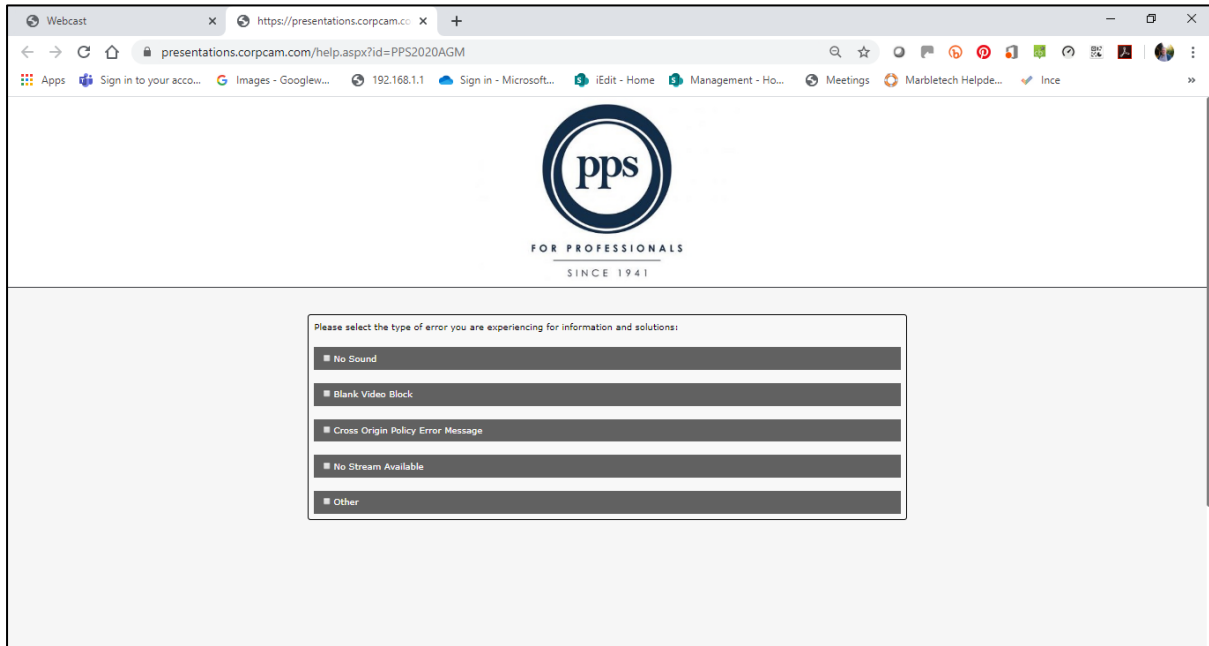 Webcast
https://presentations.corpcam.co
presentations.corpcam.com/help.aspx?id=PPS2020AGM
Apps Sign in to your acco... Images - Googlew... 192.168.1.1 Sign in - Microsoft... iEdit - Home Management - Ho... Meetings Marbletech Helpde... Ince »
pps
FOR PROFESSIONALS
SINCE 1941
Please select the type of error you are experiencing for information and solutions:
No Sound
Blank Video Block
Cross Origin Policy Error Message
No Stream Available
Other